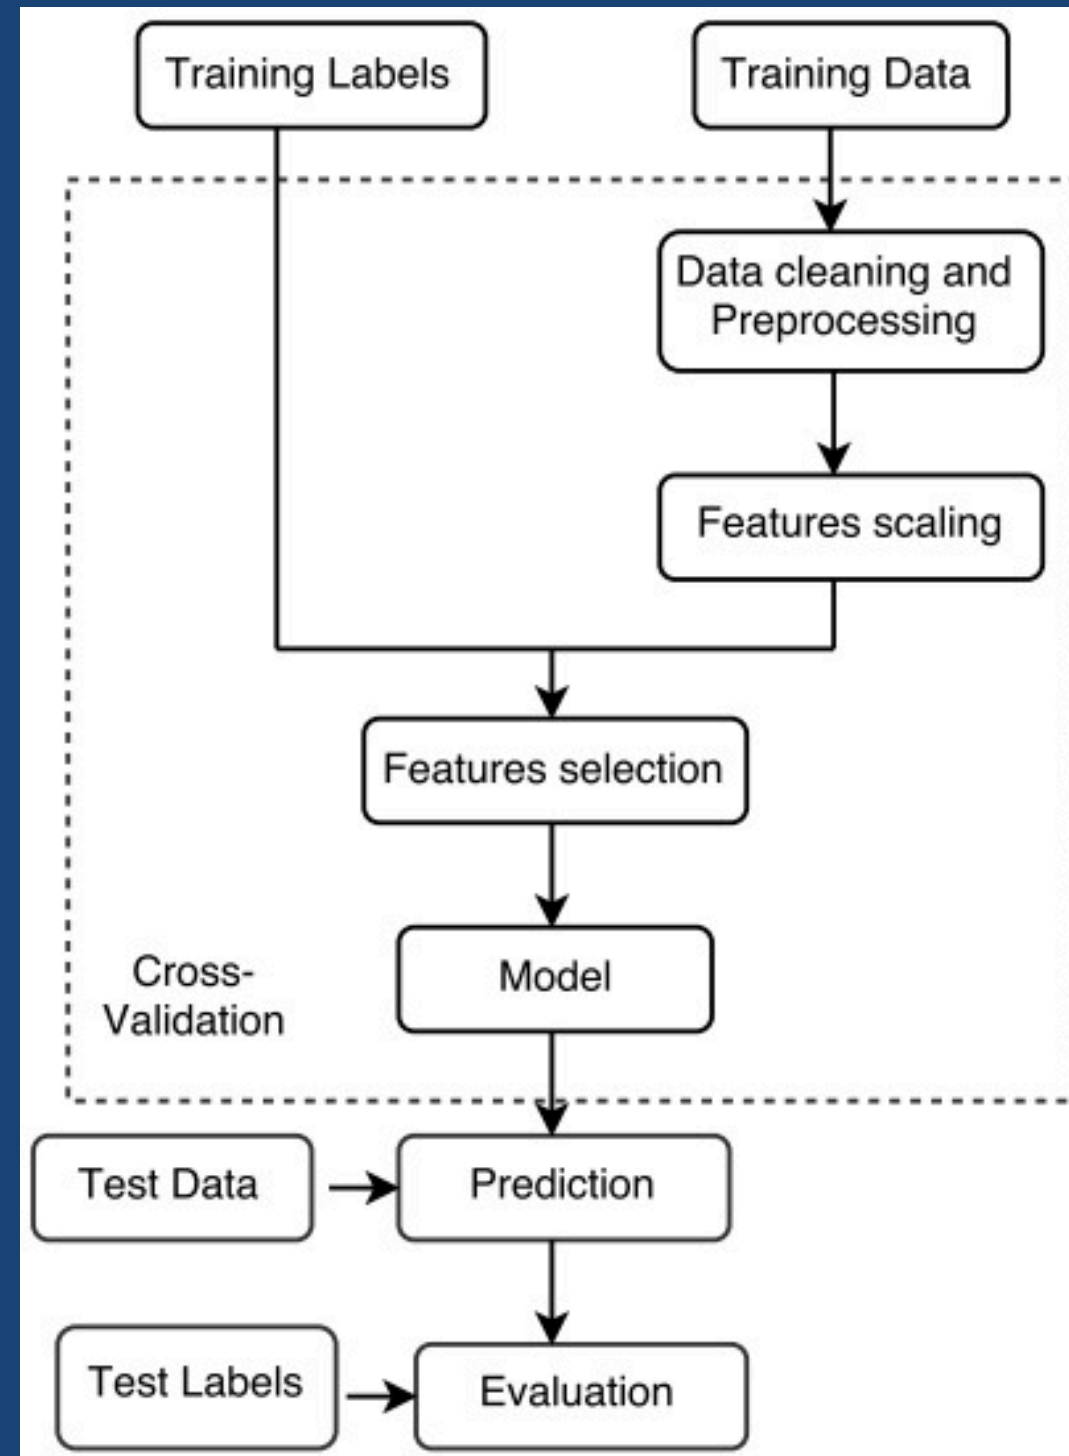 Training Labels
Training Data
Data cleaning and
Preprocessing
Features scaling
Features selection
Model
Cross-
Validation
Test Data
Prediction
Test Labels
Evaluation